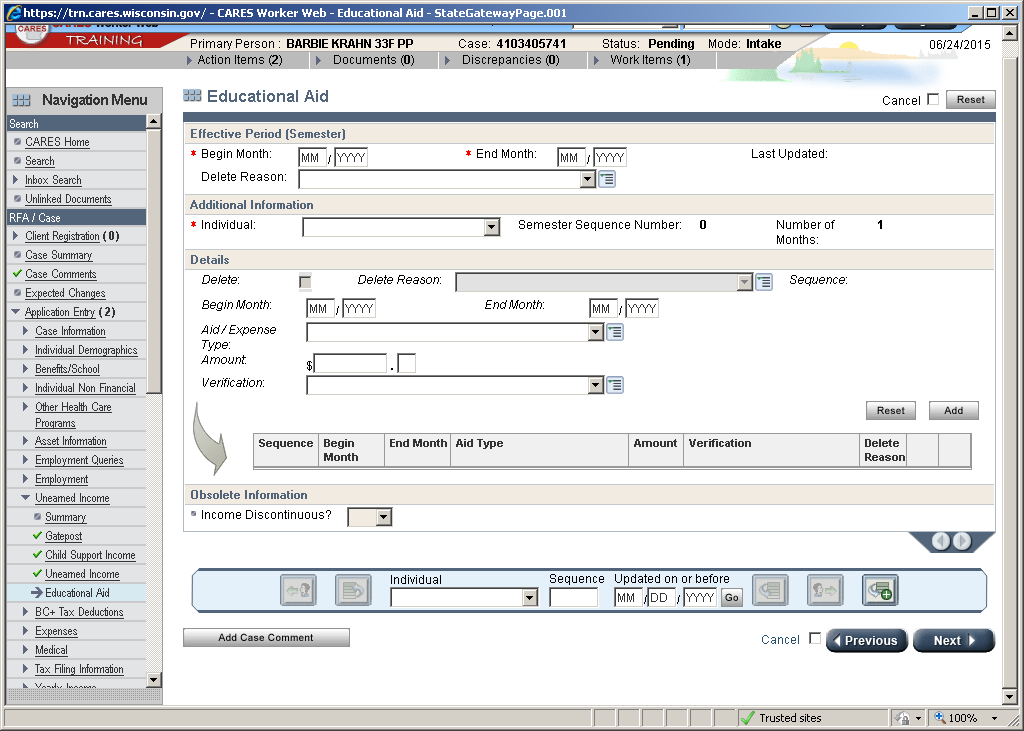 https://trn.cares.wisconsin.gov/ - CARES Worker Web - Educational Aid - StateGatewayPage.001
CARES
TRAINING
Primary Person : BARBIE KRAHN 33F PP Case: 4103405741 Status: Pending Mode: Intake
06/24/2015
Action Items (2) Documents (0) Discrepancies (0) Work Items (1)
Navigation Menu
Search
CARES Home
Search
Inbox Search
Unlinked Documents
RFA / Case
Client Registration (0)
Case Summary
Case Comments
Expected Changes
Application Entry (2)
Case Information
Individual Demographics
Benefits/School
Individual Non Financial
Other Health Care
Programs
Asset Information
Employment Queries
Employment
Unearned Income
Summary
Gatepost
Child Support Income
Unearned Income
Educational Aid
BC+ Tax Deductions
Expenses
Medical
Tax Filing Information
Yearly Income
Educational Aid
Cancel Reset
Effective Period (Semester)
* Begin Month: MM / YYYY * End Month: MM / YYYY Last Updated:
Delete Reason:
Additional Information
* Individual: Semester Sequence Number: 0 Number of
Months: 1
Details
Delete: Delete Reason: Sequence:
Begin Month: MM / YYYY End Month: MM / YYYY
Aid / Expense
Type:
Amount: $ .
Verification:
Reset Add
Sequence Begin
Month End Month Aid Type Amount Verification Delete
Reason
Obsolete Information
Income Discontinuous?
Individual Sequence Updated on or before
MM / DD / YYYY Go
Add Case Comment Cancel Previous Next
Trusted sites 100%